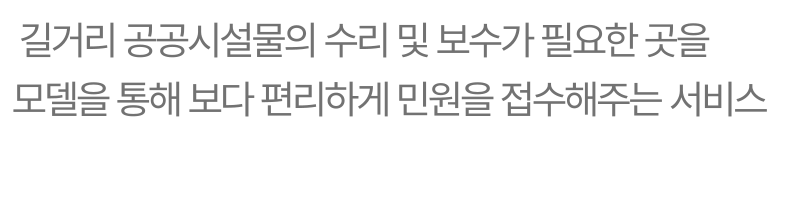 길거리 공공시설물의 수리 및 보수가 필요한 곳을
모델을 통해 보다 편리하게 민원을 접수해주는 서비스